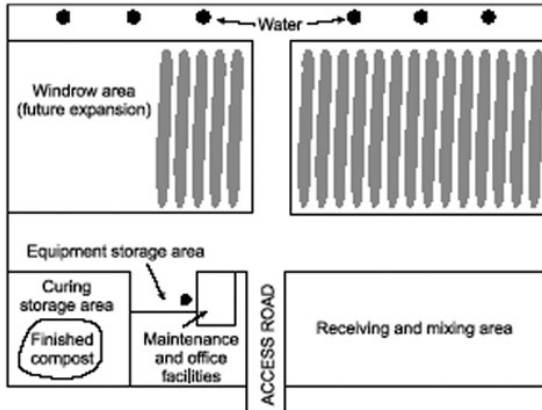 Water
Windrow area
(future expansion)
Equipment storage area
Curing
storage area
Finished
compost
Maintenance
and office
facilities
ACCESS ROAD
Receiving and mixing area